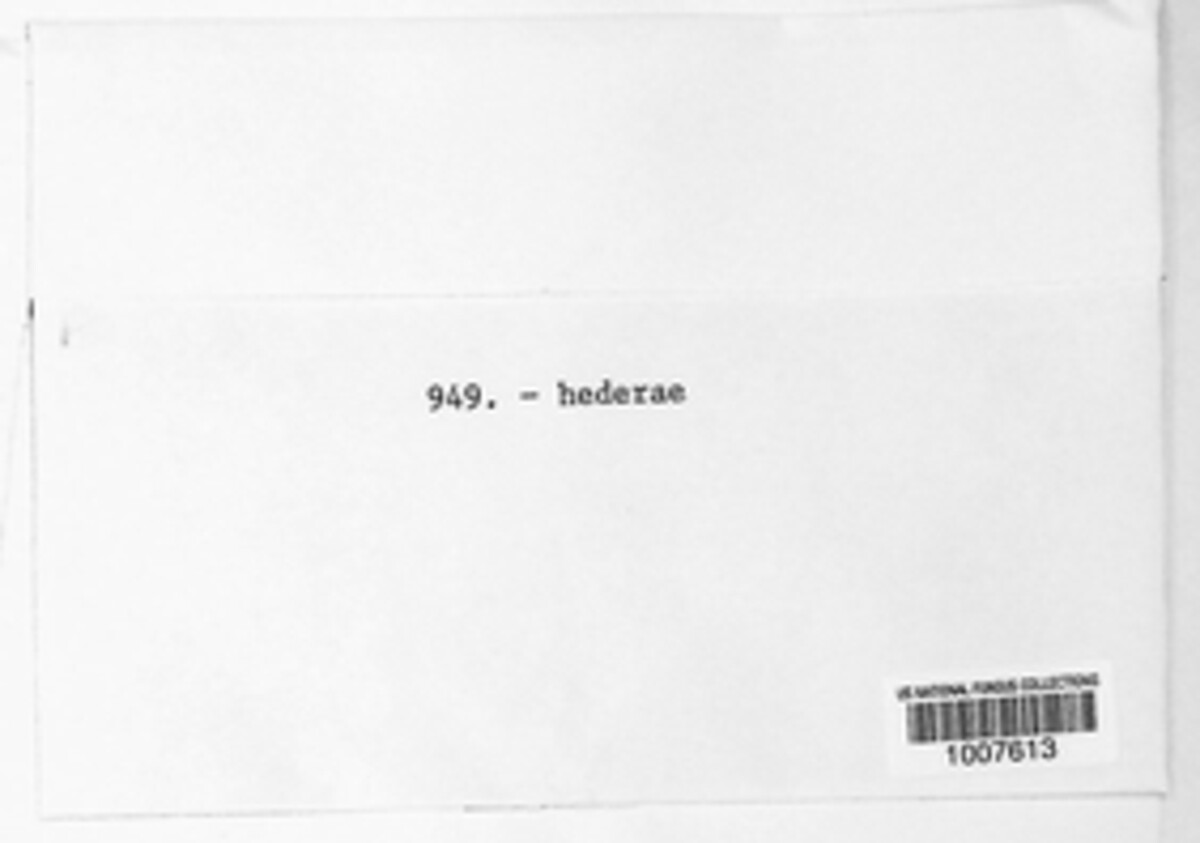 949. - hederae
US NATIONAL FUNGUS COLLECTIONS
1007613